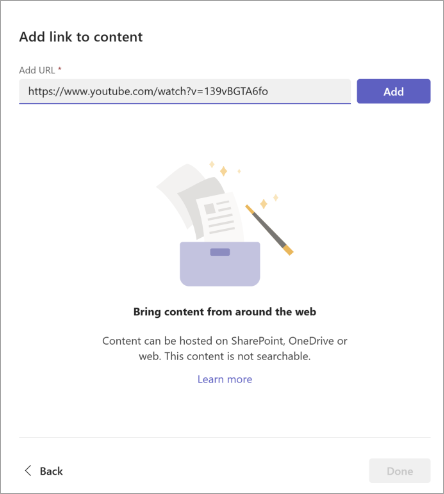 Add link to content
Add URL *
https://www.youtube.com/watch?v=139vBGTA6fo
Add
Bring content from around the web
Content can be hosted on SharePoint, OneDrive or
web. This content is not searchable.
Learn more
Back
Done